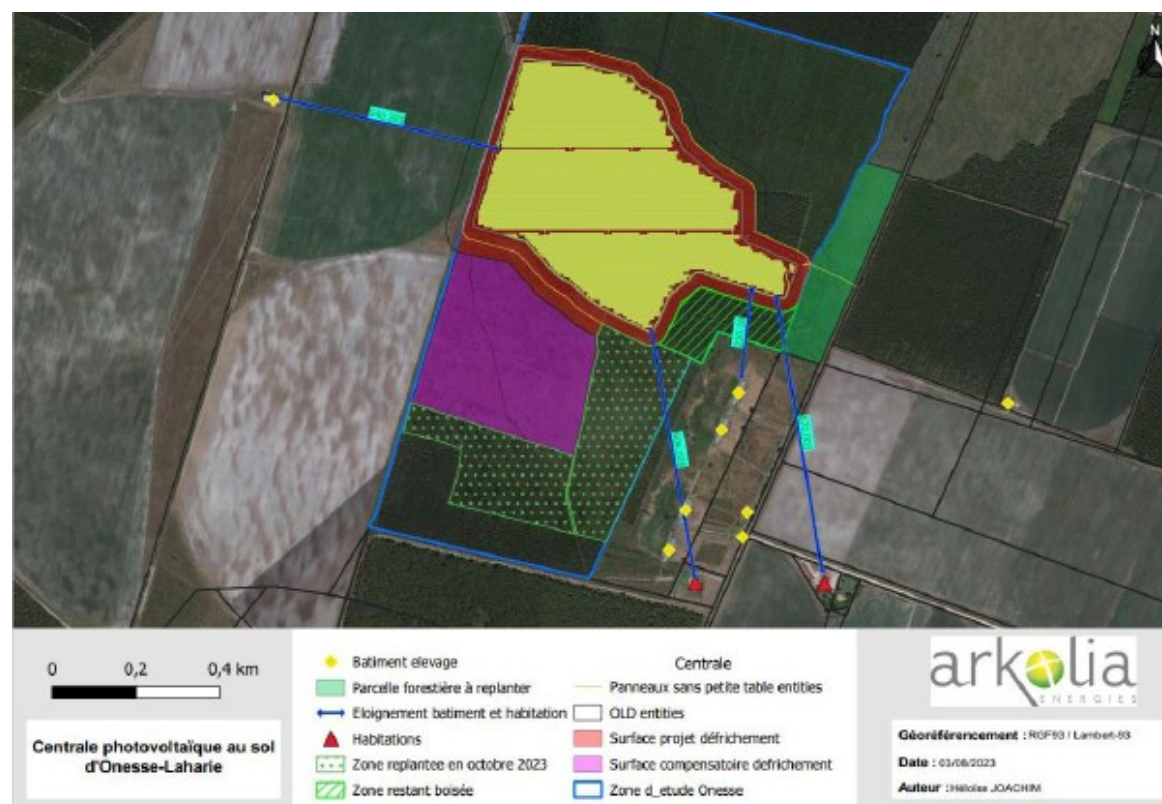 N
0 0,2 0,4 km
Centrale photovoltaïque au sol
d'Onesse-Laharie
Batiment elevage
Parcelle forestière à replanter
Eloignement batiment et habitation
Habitations
Zone replantee en octobre 2023
Zone restant boisée
Centrale
Panneaux sans petite table entities
OLD entities
Surface projet défrichement
Surface compensatoire defrichement
Zone d_etude Onesse
arkolia
ENERGIES
Géoréférencement : RGF93 / Lambert-93
Date : 03/08/2023
Auteur : Héloïse JOACHIM